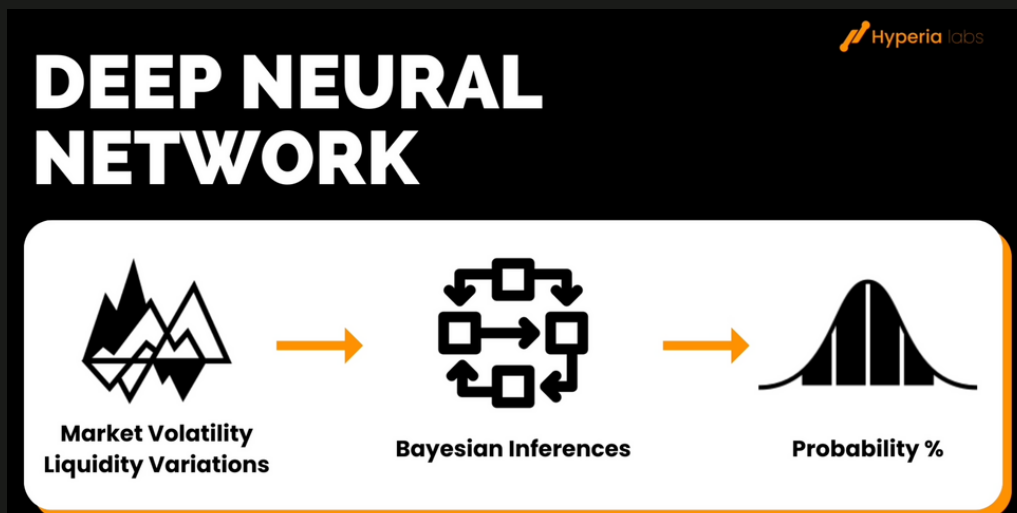 Hyperia labs
DEEP NEURAL
NETWORK
Market Volatility
Liquidity Variations
Bayesian Inferences
Probability %